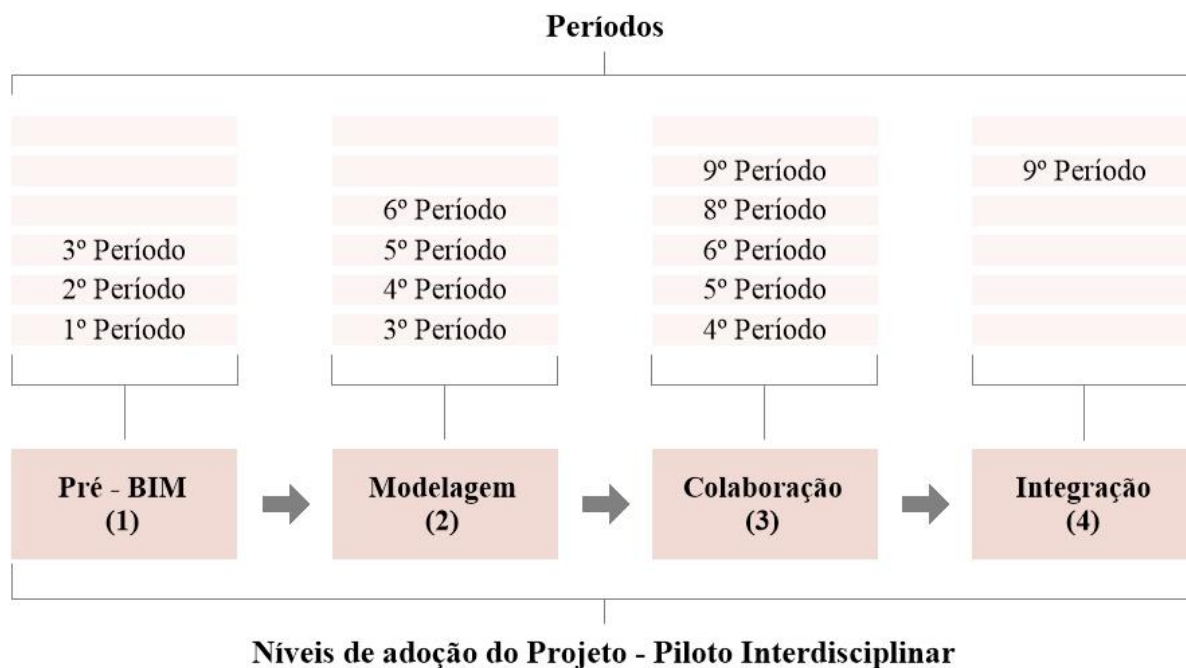 Períodos
3º Período
2º Período
1º Período
6º Período
5º Período
4º Período
3º Período
9º Período
8º Período
6º Período
5º Período
4º Período
9º Período
Pré - BIM
(1)
Modelagem
(2)
Colaboração
(3)
Integração
(4)
Níveis de adoção do Projeto - Piloto Interdisciplinar